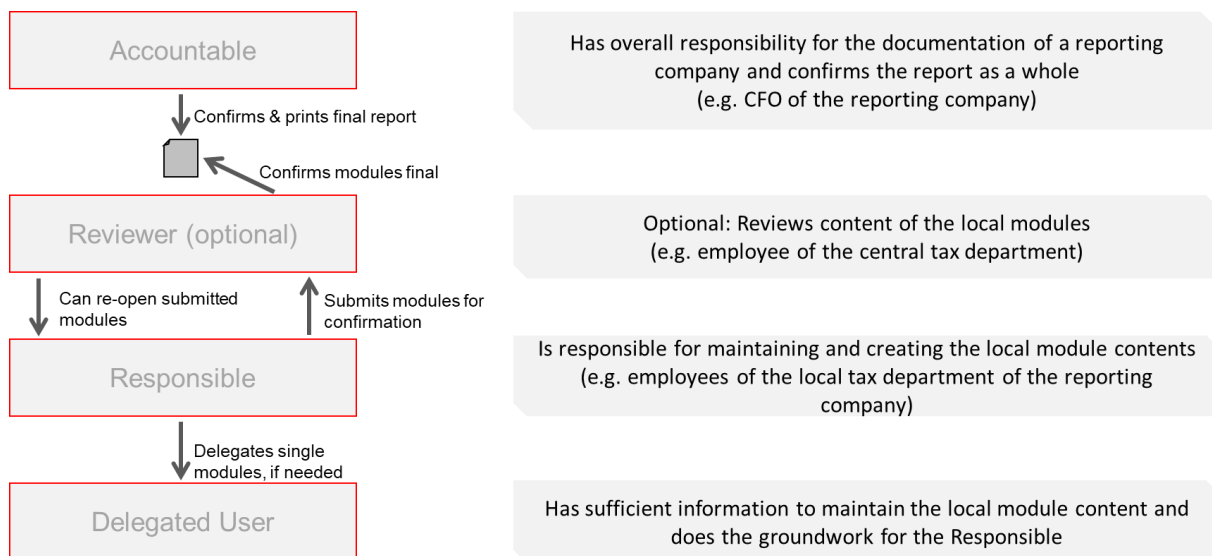 Accountable
Has overall responsibility for the documentation of a reporting
company and confirms the report as a whole
(e.g. CFO of the reporting company)
Confirms & prints final report
Confirms modules final
Reviewer (optional)
Optional: Reviews content of the local modules
(e.g. employee of the central tax department)
Can re-open submitted
modules
Submits modules for
confirmation
Responsible
Is responsible for maintaining and creating the local module contents
(e.g. employees of the local tax department of the reporting
company)
Delegates single
modules, if needed
Delegated User
Has sufficient information to maintain the local module content and
does the groundwork for the Responsible